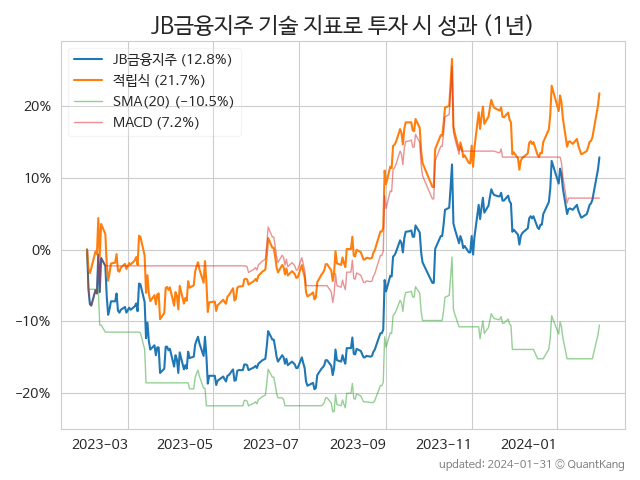 JB금융지주 기술 지표로 투자 시 성과 (1년)
JB금융지주 (12.8%)
적립식 (21.7%)
SMA(20) (−10.5%)
MACD (7.2%)
20%
10%
0%
−10%
−20%
2023-03 2023-05 2023-07 2023-09 2023-11 2024-01
updated: 2024-01-31 © QuantKang